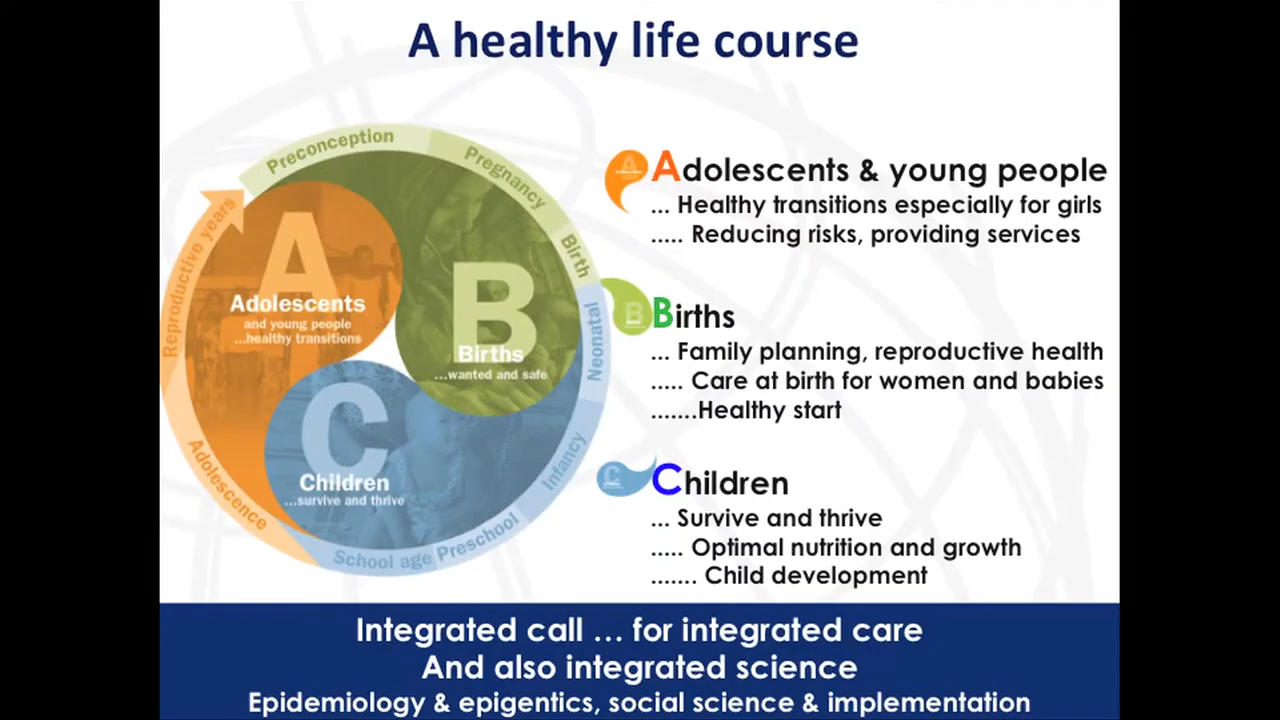 A healthy life course
Preconception
Pregnancy
Birth
Neonatal
Infancy
School age Preschool
Adolescence
Reproductive years
A
Adolescents
and young people
...healthy transitions
B
Births
...wanted and safe
C
Children
...survive and thrive
Adolescents & young people
... Healthy transitions especially for girls
..... Reducing risks, providing services
B
Births
... Family planning, reproductive health
..... Care at birth for women and babies
.......Healthy start
C
Children
... Survive and thrive
..... Optimal nutrition and growth
....... Child development
Integrated call ... for integrated care
And also integrated science
Epidemiology & epigentics, social science & implementation